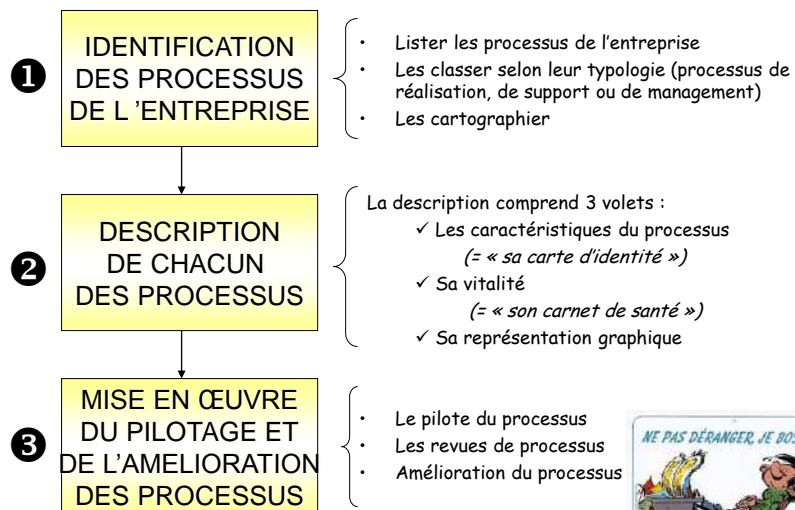 ❶
IDENTIFICATION
DES PROCESSUS
DE L 'ENTREPRISE
• Lister les processus de l'entreprise
• Les classer selon leur typologie (processus de
réalisation, de support ou de management)
• Les cartographier
❷
DESCRIPTION
DE CHACUN
DES PROCESSUS
La description comprend 3 volets :
✓ Les caractéristiques du processus
(= « sa carte d'identité »)
✓ Sa vitalité
(= « son carnet de santé »)
✓ Sa représentation graphique
❸
MISE EN ŒUVRE
DU PILOTAGE ET
DE L'AMELIORATION
DES PROCESSUS
• Le pilote du processus
• Les revues de processus
• Amélioration du processus
NE PAS DÉRANGER, JE